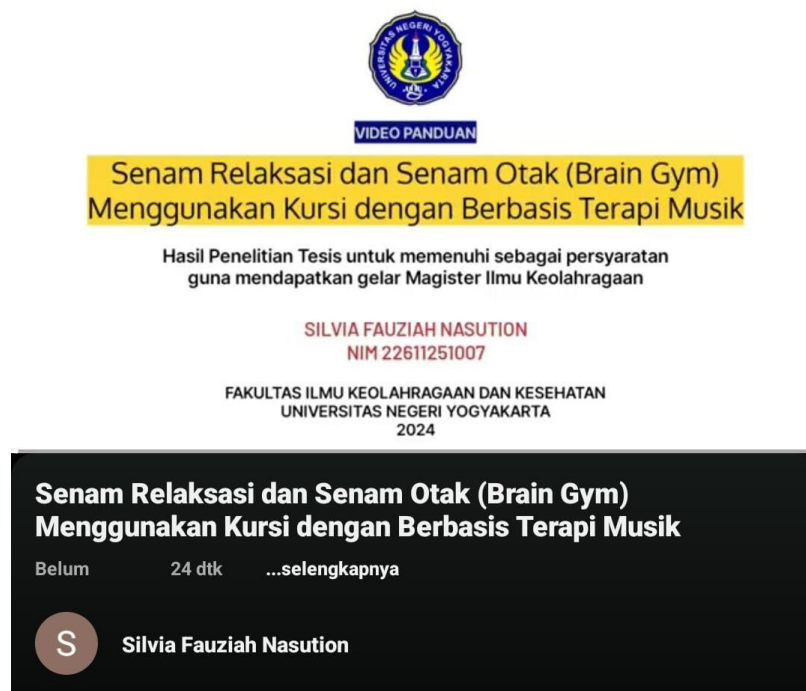 UNIVERSITAS NEGERI YOGYAKARTA
VIDEO PANDUAN
Senam Relaksasi dan Senam Otak (Brain Gym)
Menggunakan Kursi dengan Berbasis Terapi Musik
Hasil Penelitian Tesis untuk memenuhi sebagai persyaratan
guna mendapatkan gelar Magister Ilmu Keolahragaan
SILVIA FAUZIAH NASUTION
NIM 22611251007
FAKULTAS ILMU KEOLAHRAGAAN DAN KESEHATAN
UNIVERSITAS NEGERI YOGYAKARTA
2024
Senam Relaksasi dan Senam Otak (Brain Gym)
Menggunakan Kursi dengan Berbasis Terapi Musik
Belum 24 dtk ...selengkapnya
S Silvia Fauziah Nasution